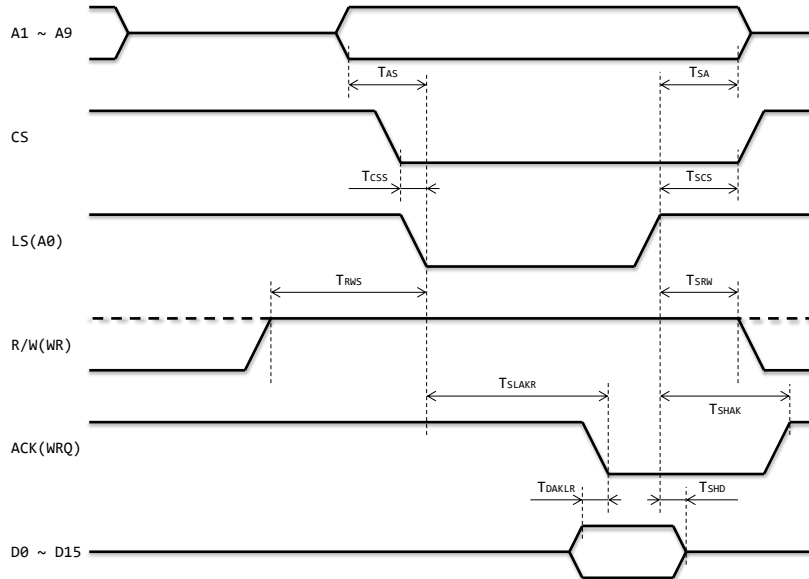 A1 ~ A9
TAS
TSA
CS
TCSS
TSCS
LS(A0)
TRWS
TSRW
R/W(WR)
TSLAKR
TSHAK
ACK(WRQ)
TDAKLR
TSHD
D0 ~ D15